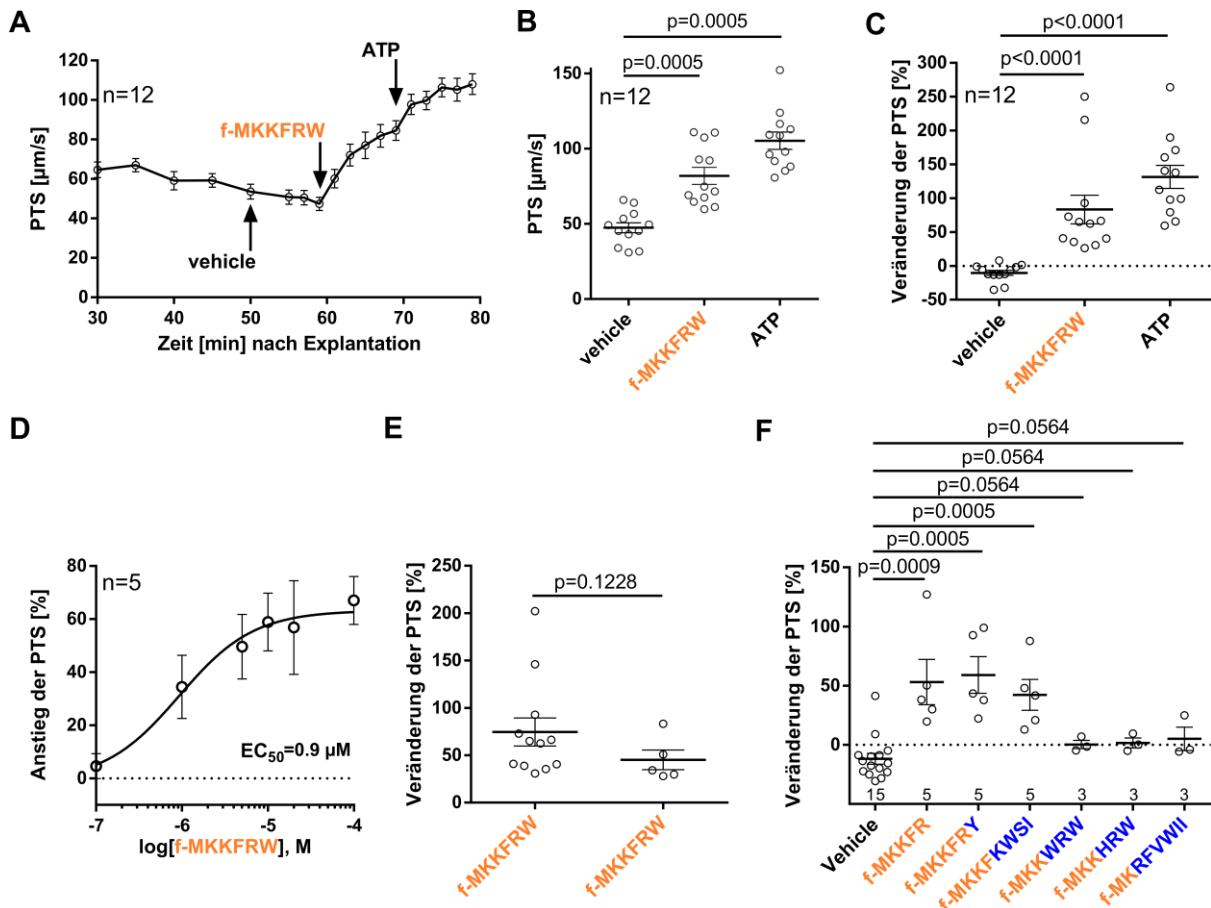 A
n=12
PTS [µm/s]
120
100
80
60
40
20
0
ATP
f-MKKFRW
vehicle
30 40 50 60 70 80
Zeit [min] nach Explantation
B
p=0.0005
p=0.0005
n=12
PTS [µm/s]
150
100
50
0
vehicle
f-MKKFRW
ATP
C
p<0.0001
p<0.0001
n=12
Veränderung der PTS [%]
300
250
200
150
100
50
0
-50
vehicle
f-MKKFRW
ATP
D
n=5
Anstieg der PTS [%]
80
60
40
20
0
EC50=0.9 µM
-7 -6 -5 -4
log[f-MKKFRW], M
E
p=0.1228
Veränderung der PTS [%]
250
200
150
100
50
0
f-MKKFRW
f-MKKFRW
F
p=0.0564
p=0.0564
p=0.0564
p=0.0005
p=0.0005
p=0.0009
Veränderung der PTS [%]
150
100
50
0
-50
15 5 5 5 3 3 3
Vehicle
f-MKKFR
f-MKKFRY
f-MKKFKWSI
f-MKKWRW
f-MKKHRW
f-MKRFVWII